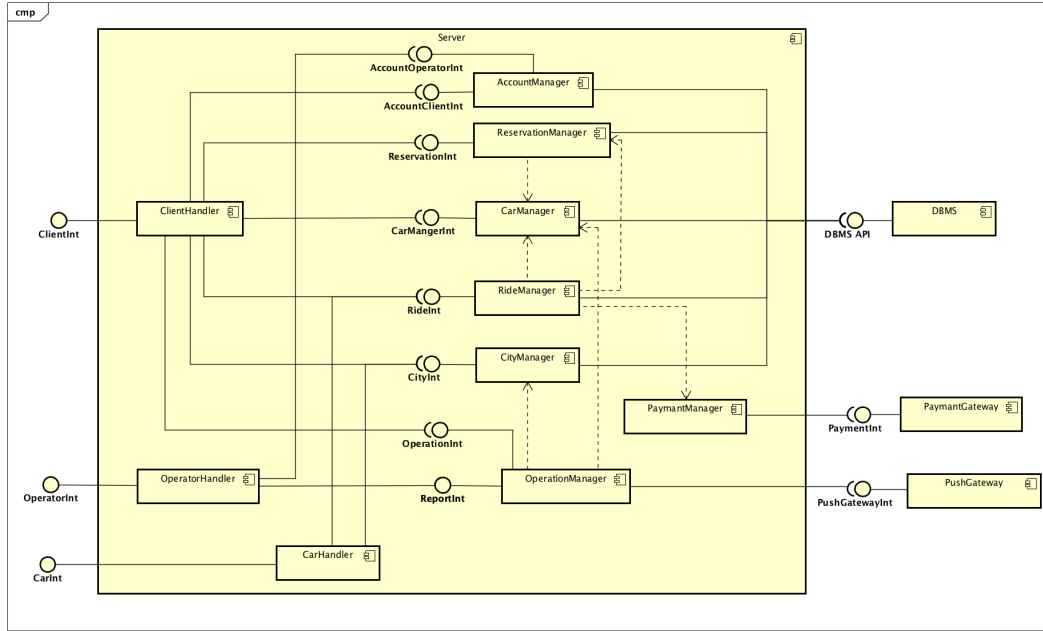 cmp
Server
AccountOperatorInt
AccountManager
AccountClientInt
ReservationManager
ReservationInt
ClientHandler
CarManager
DBMS
ClientInt
CarMangerInt
DBMS API
RideManager
RideInt
CityManager
CityInt
PaymantManager
PaymantGateway
PaymentInt
OperationInt
OperatorHandler
OperationManager
PushGateway
OperatorInt
ReportInt
PushGatewayInt
CarHandler
CarInt